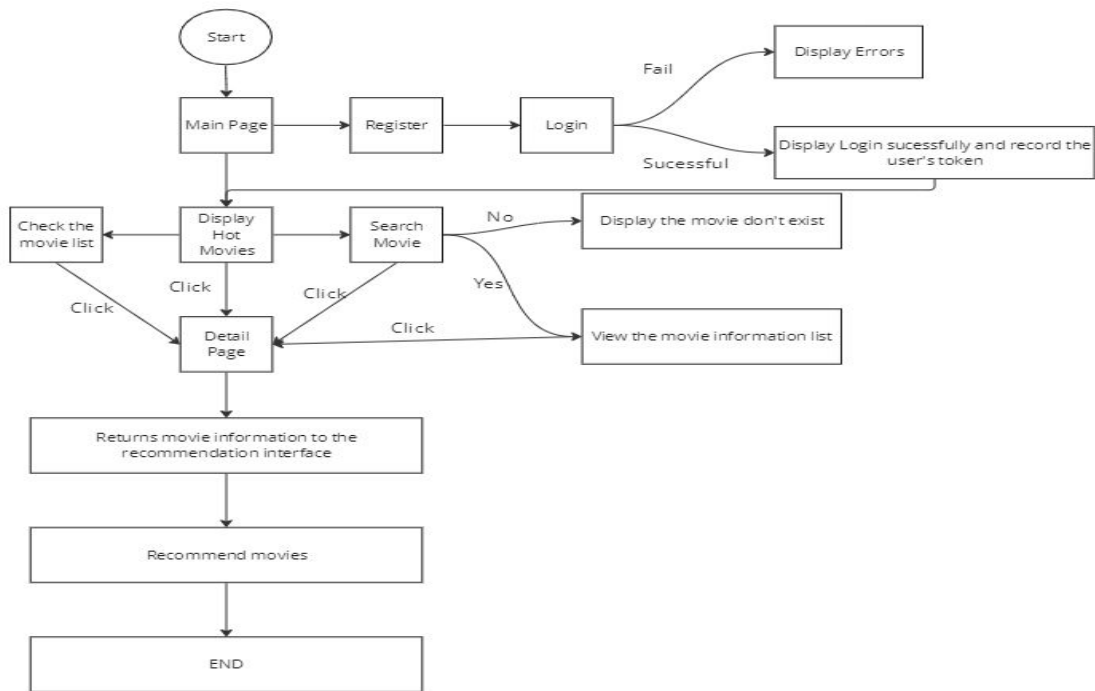 Start
Display Errors
Fail
Main Page
Register
Login
Sucessful
Display Login sucessfully and record the
user's token
Check the
movie list
Display
Hot
Movies
Search
Movie
No
Display the movie don't exist
Click
Click
Click
Yes
Detail
Page
Click
View the movie information list
Returns movie information to the
recommendation interface
Recommend movies
END